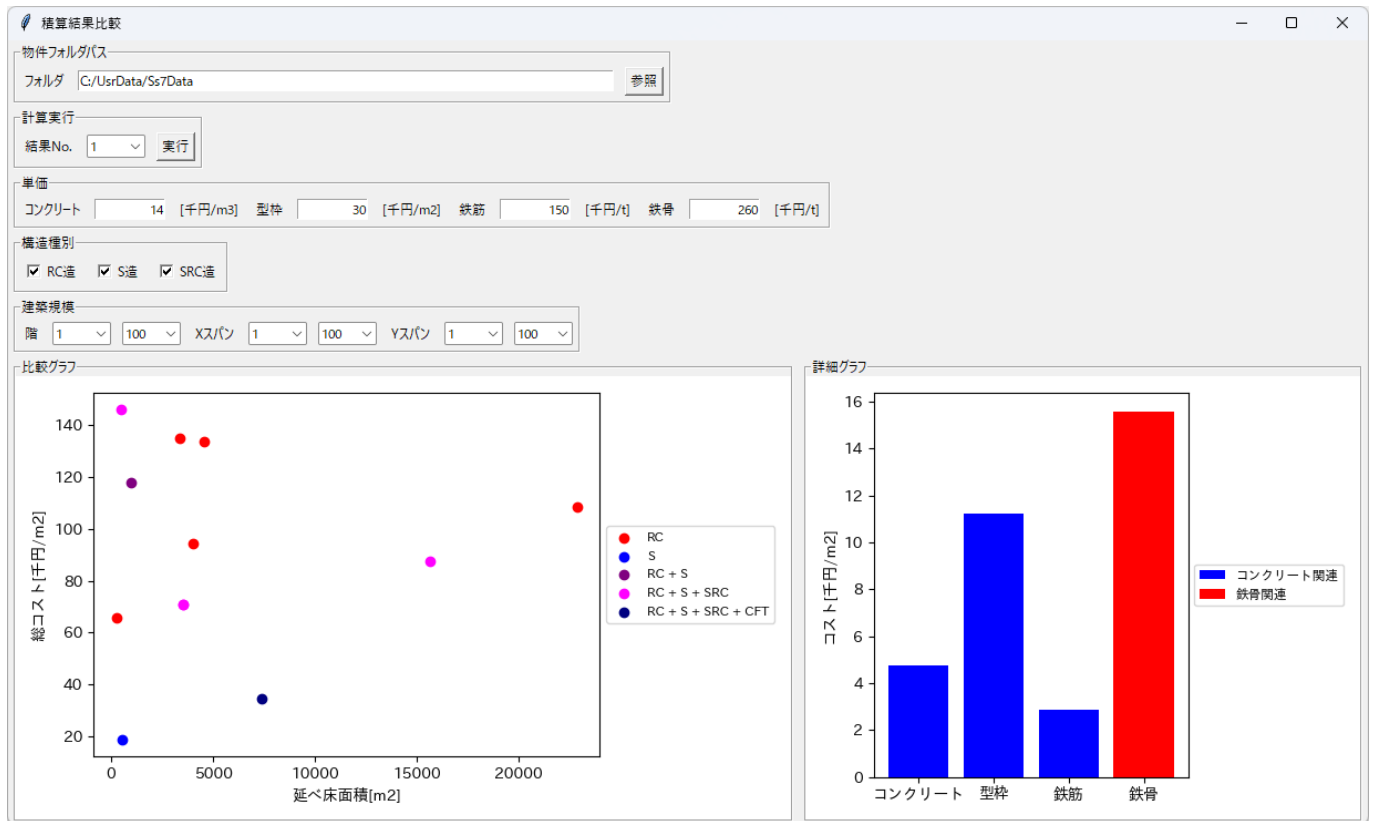 積算結果比較
物件フォルダパス
フォルダ C:/UsrData/Ss7Data 参照
計算実行
結果No. 1 実行
単価
コンクリート 14 [千円/m3] 型枠 30 [千円/m2] 鉄筋 150 [千円/t] 鉄骨 260 [千円/t]
構造種別
RC造 S造 SRC造
建築規模
階 1 100 Xスパン 1 100 Yスパン 1 100
比較グラフ
総コスト[千円/m2]
140
120
100
80
60
40
20
0 5000 10000 15000 20000
延べ床面積[m2]
RC
S
RC + S
RC + S + SRC
RC + S + SRC + CFT
詳細グラフ
コスト[千円/m2]
16
14
12
10
8
6
4
2
0
コンクリート 型枠 鉄筋 鉄骨
コンクリート関連
鉄骨関連